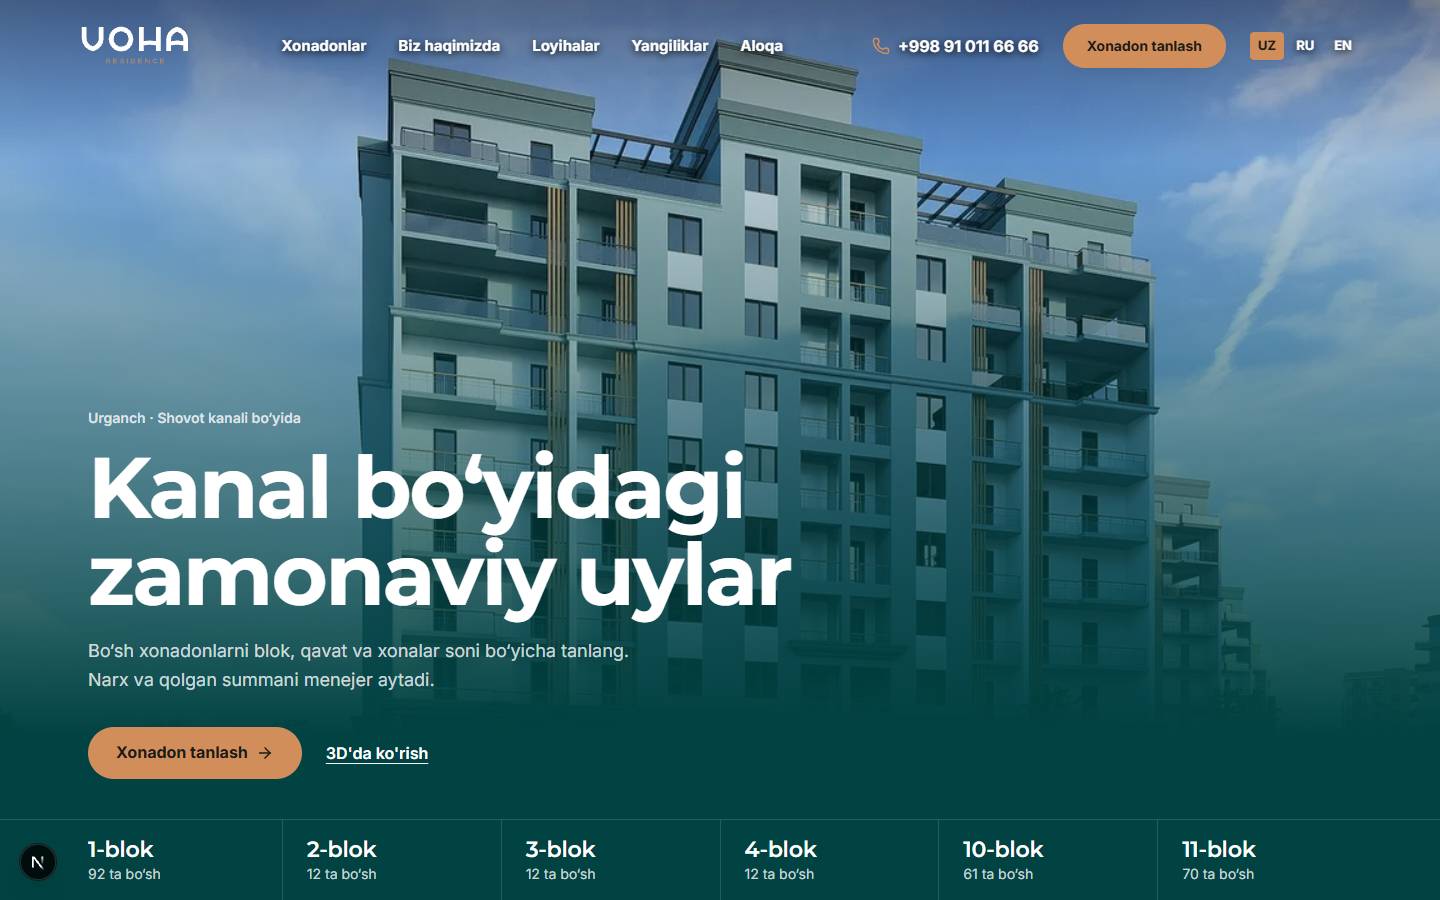 VOHA
RESIDENCE
Xonadonlar
Biz haqimizda
Loyihalar
Yangiliklar
Aloqa
+998 91 011 66 66
Xonadon tanlash
UZ
RU
EN
Urganch · Shovot kanali bo‘yida
Kanal bo‘yidagi
zamonaviy uylar
Bo‘sh xonadonlarni blok, qavat va xonalar soni bo‘yicha tanlang.
Narx va qolgan summani menejer aytadi.
Xonadon tanlash →
3D'da ko'rish
N
1-blok
92 ta bo‘sh
2-blok
12 ta bo‘sh
3-blok
12 ta bo‘sh
4-blok
12 ta bo‘sh
10-blok
61 ta bo‘sh
11-blok
70 ta bo‘sh